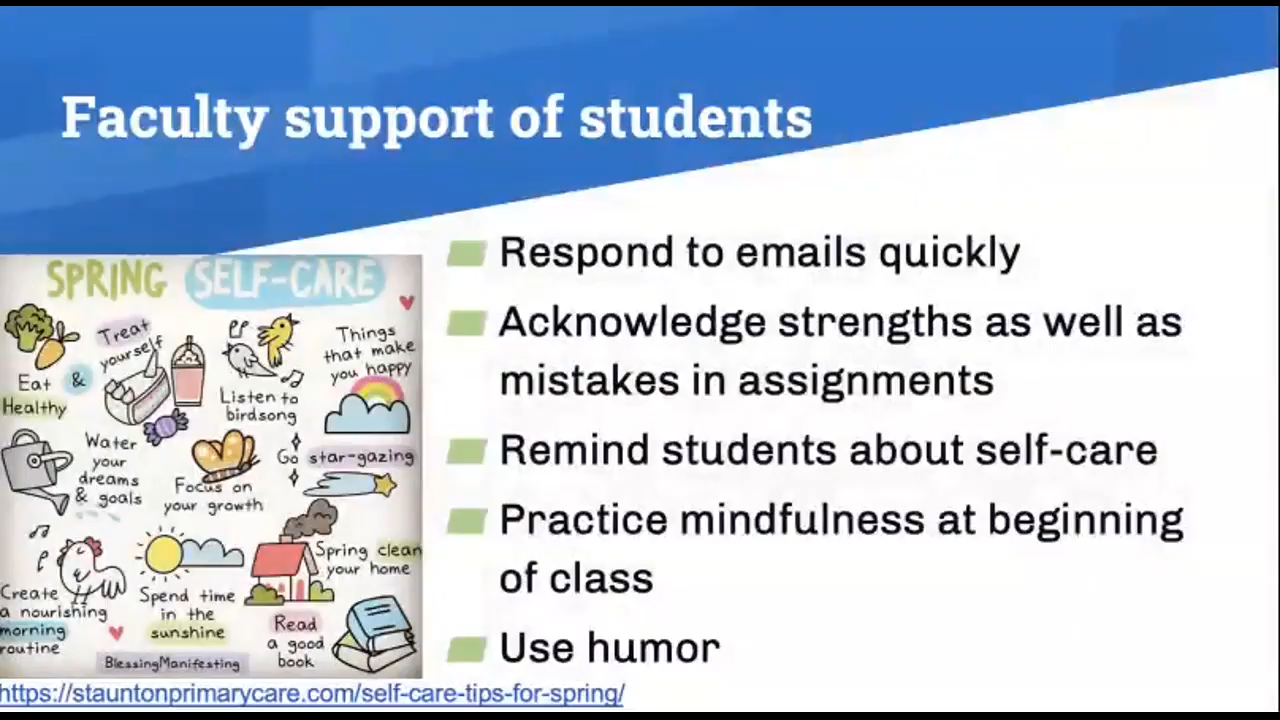 Faculty support of students
SPRING SELF-CARE
Eat
Healthy
&
Treat
yourself
Listen to
birdsong
Things
that make
you happy
Water
your
dreams
& goals
Focus on
your growth
Go star-gazing
Create
a nourishing
morning
routine
Spend time
in the
sunshine
Spring clean
your home
Read
a good
book
BlessingManifesting
https://stauntonprimarycare.com/self-care-tips-for-spring/
Respond to emails quickly
Acknowledge strengths as well as
mistakes in assignments
Remind students about self-care
Practice mindfulness at beginning
of class
Use humor